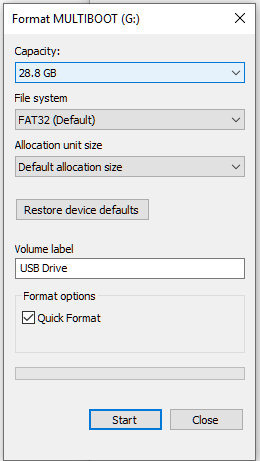 Format MULTIBOOT (G:)
Capacity:
28.8 GB
File system
FAT32 (Default)
Allocation unit size
Default allocation size
Restore device defaults
Volume label
USB Drive
Format options
Quick Format
Start Close